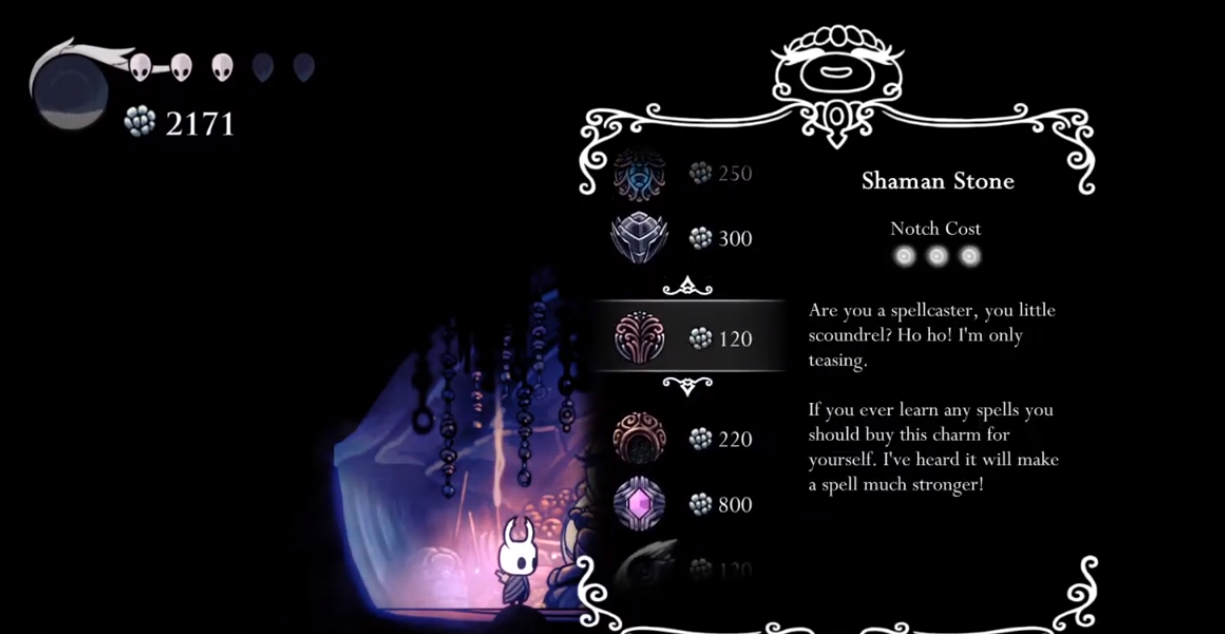 2171
250
Shaman Stone
Notch Cost
300
Are you a spellcaster, you little
scoundrel? Ho ho! I'm only
teasing.
120
If you ever learn any spells you
should buy this charm for
yourself. I've heard it will make
a spell much stronger!
220
800
120